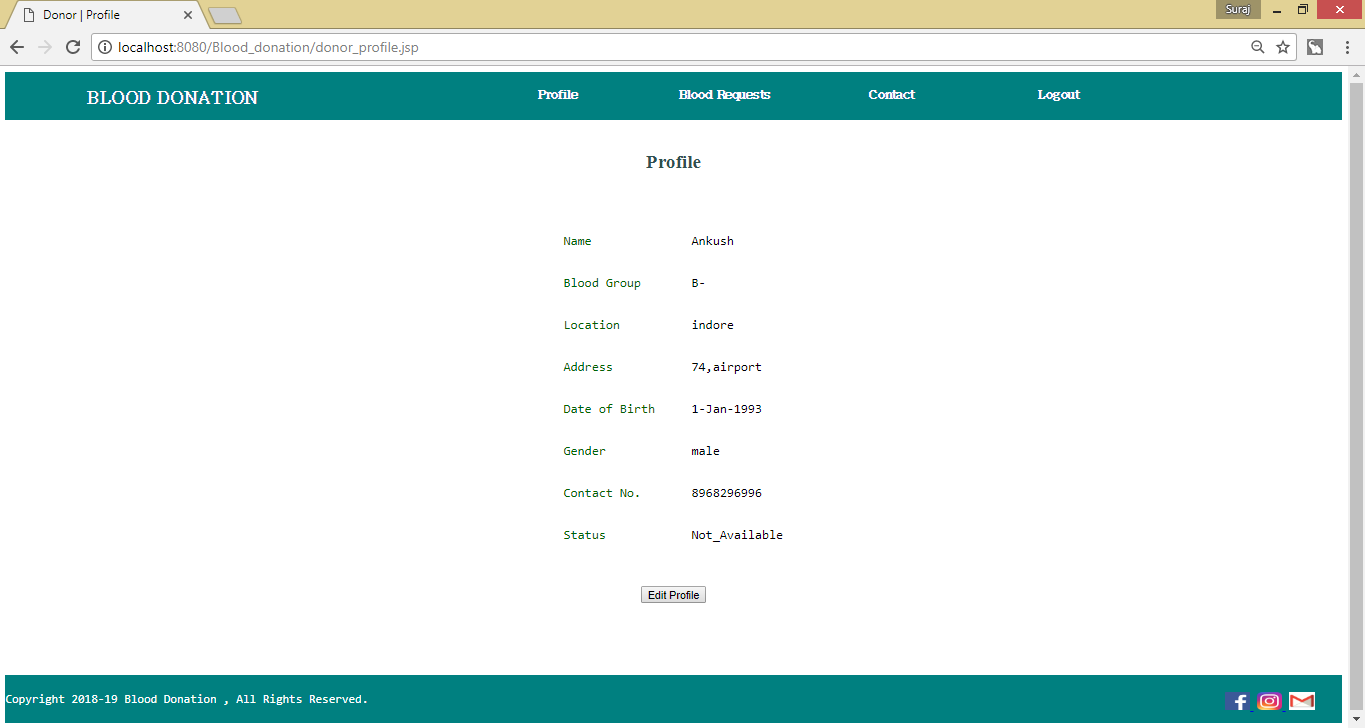 Donor | Profile
Suraj
localhost:8080/Blood_donation/donor_profile.jsp
BLOOD DONATION Profile Blood Requests Contact Logout
Profile
Name Ankush
Blood Group B-
Location indore
Address 74,airport
Date of Birth 1-Jan-1993
Gender male
Contact No. 8968296996
Status Not_Available
Edit Profile
Copyright 2018-19 Blood Donation , All Rights Reserved.